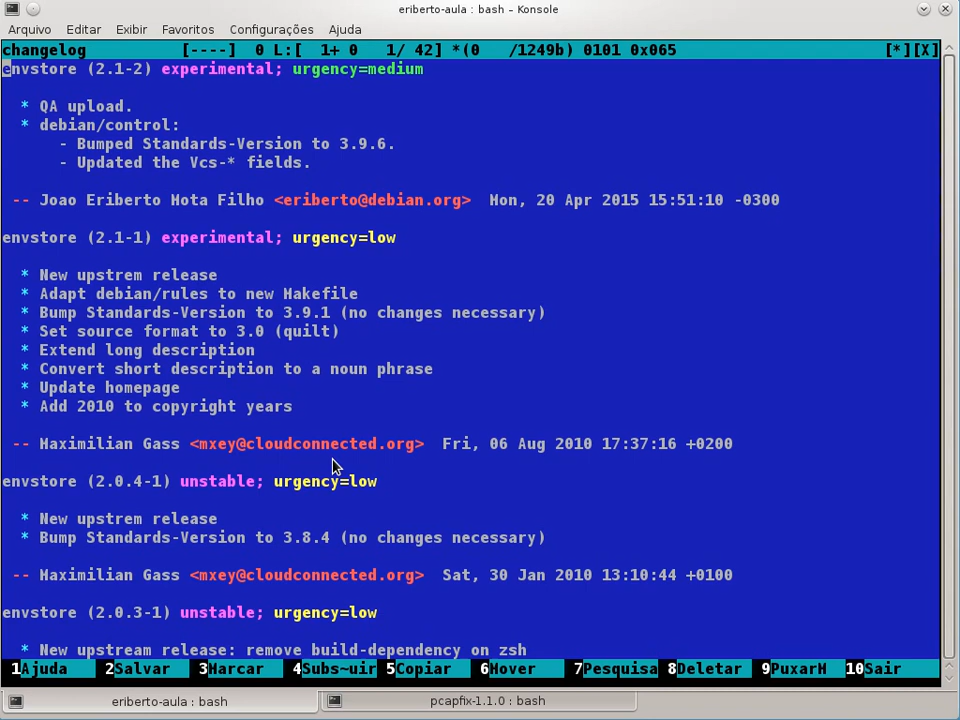 eriberto-aula : bash – Konsole
Arquivo Editar Exibir Favoritos Configurações Ajuda
changelog [----] 0 L:[ 1+ 0 1/ 42] *(0 /1249b) 0101 0x065 [*][X]
envstore (2.1-2) experimental; urgency=medium
* QA upload.
* debian/control:
- Bumped Standards-Version to 3.9.6.
- Updated the Vcs-* fields.
-- Joao Eriberto Mota Filho <eriberto@debian.org> Mon, 20 Apr 2015 15:51:10 -0300
envstore (2.1-1) experimental; urgency=low
* New upstrem release
* Adapt debian/rules to new Makefile
* Bump Standards-Version to 3.9.1 (no changes necessary)
* Set source format to 3.0 (quilt)
* Extend long description
* Convert short description to a noun phrase
* Update homepage
* Add 2010 to copyright years
-- Maximilian Gass <mxey@cloudconnected.org> Fri, 06 Aug 2010 17:37:16 +0200
envstore (2.0.4-1) unstable; urgency=low
* New upstrem release
* Bump Standards-Version to 3.8.4 (no changes necessary)
-- Maximilian Gass <mxey@cloudconnected.org> Sat, 30 Jan 2010 13:10:44 +0100
envstore (2.0.3-1) unstable; urgency=low
* New upstream release: remove build-dependency on zsh
1Ajuda 2Salvar 3Marcar 4Subs~uir 5Copiar 6Mover 7Pesquisa 8Deletar 9PuxarM 10Sair
eriberto-aula : bash pcapfix-1.1.0 : bash